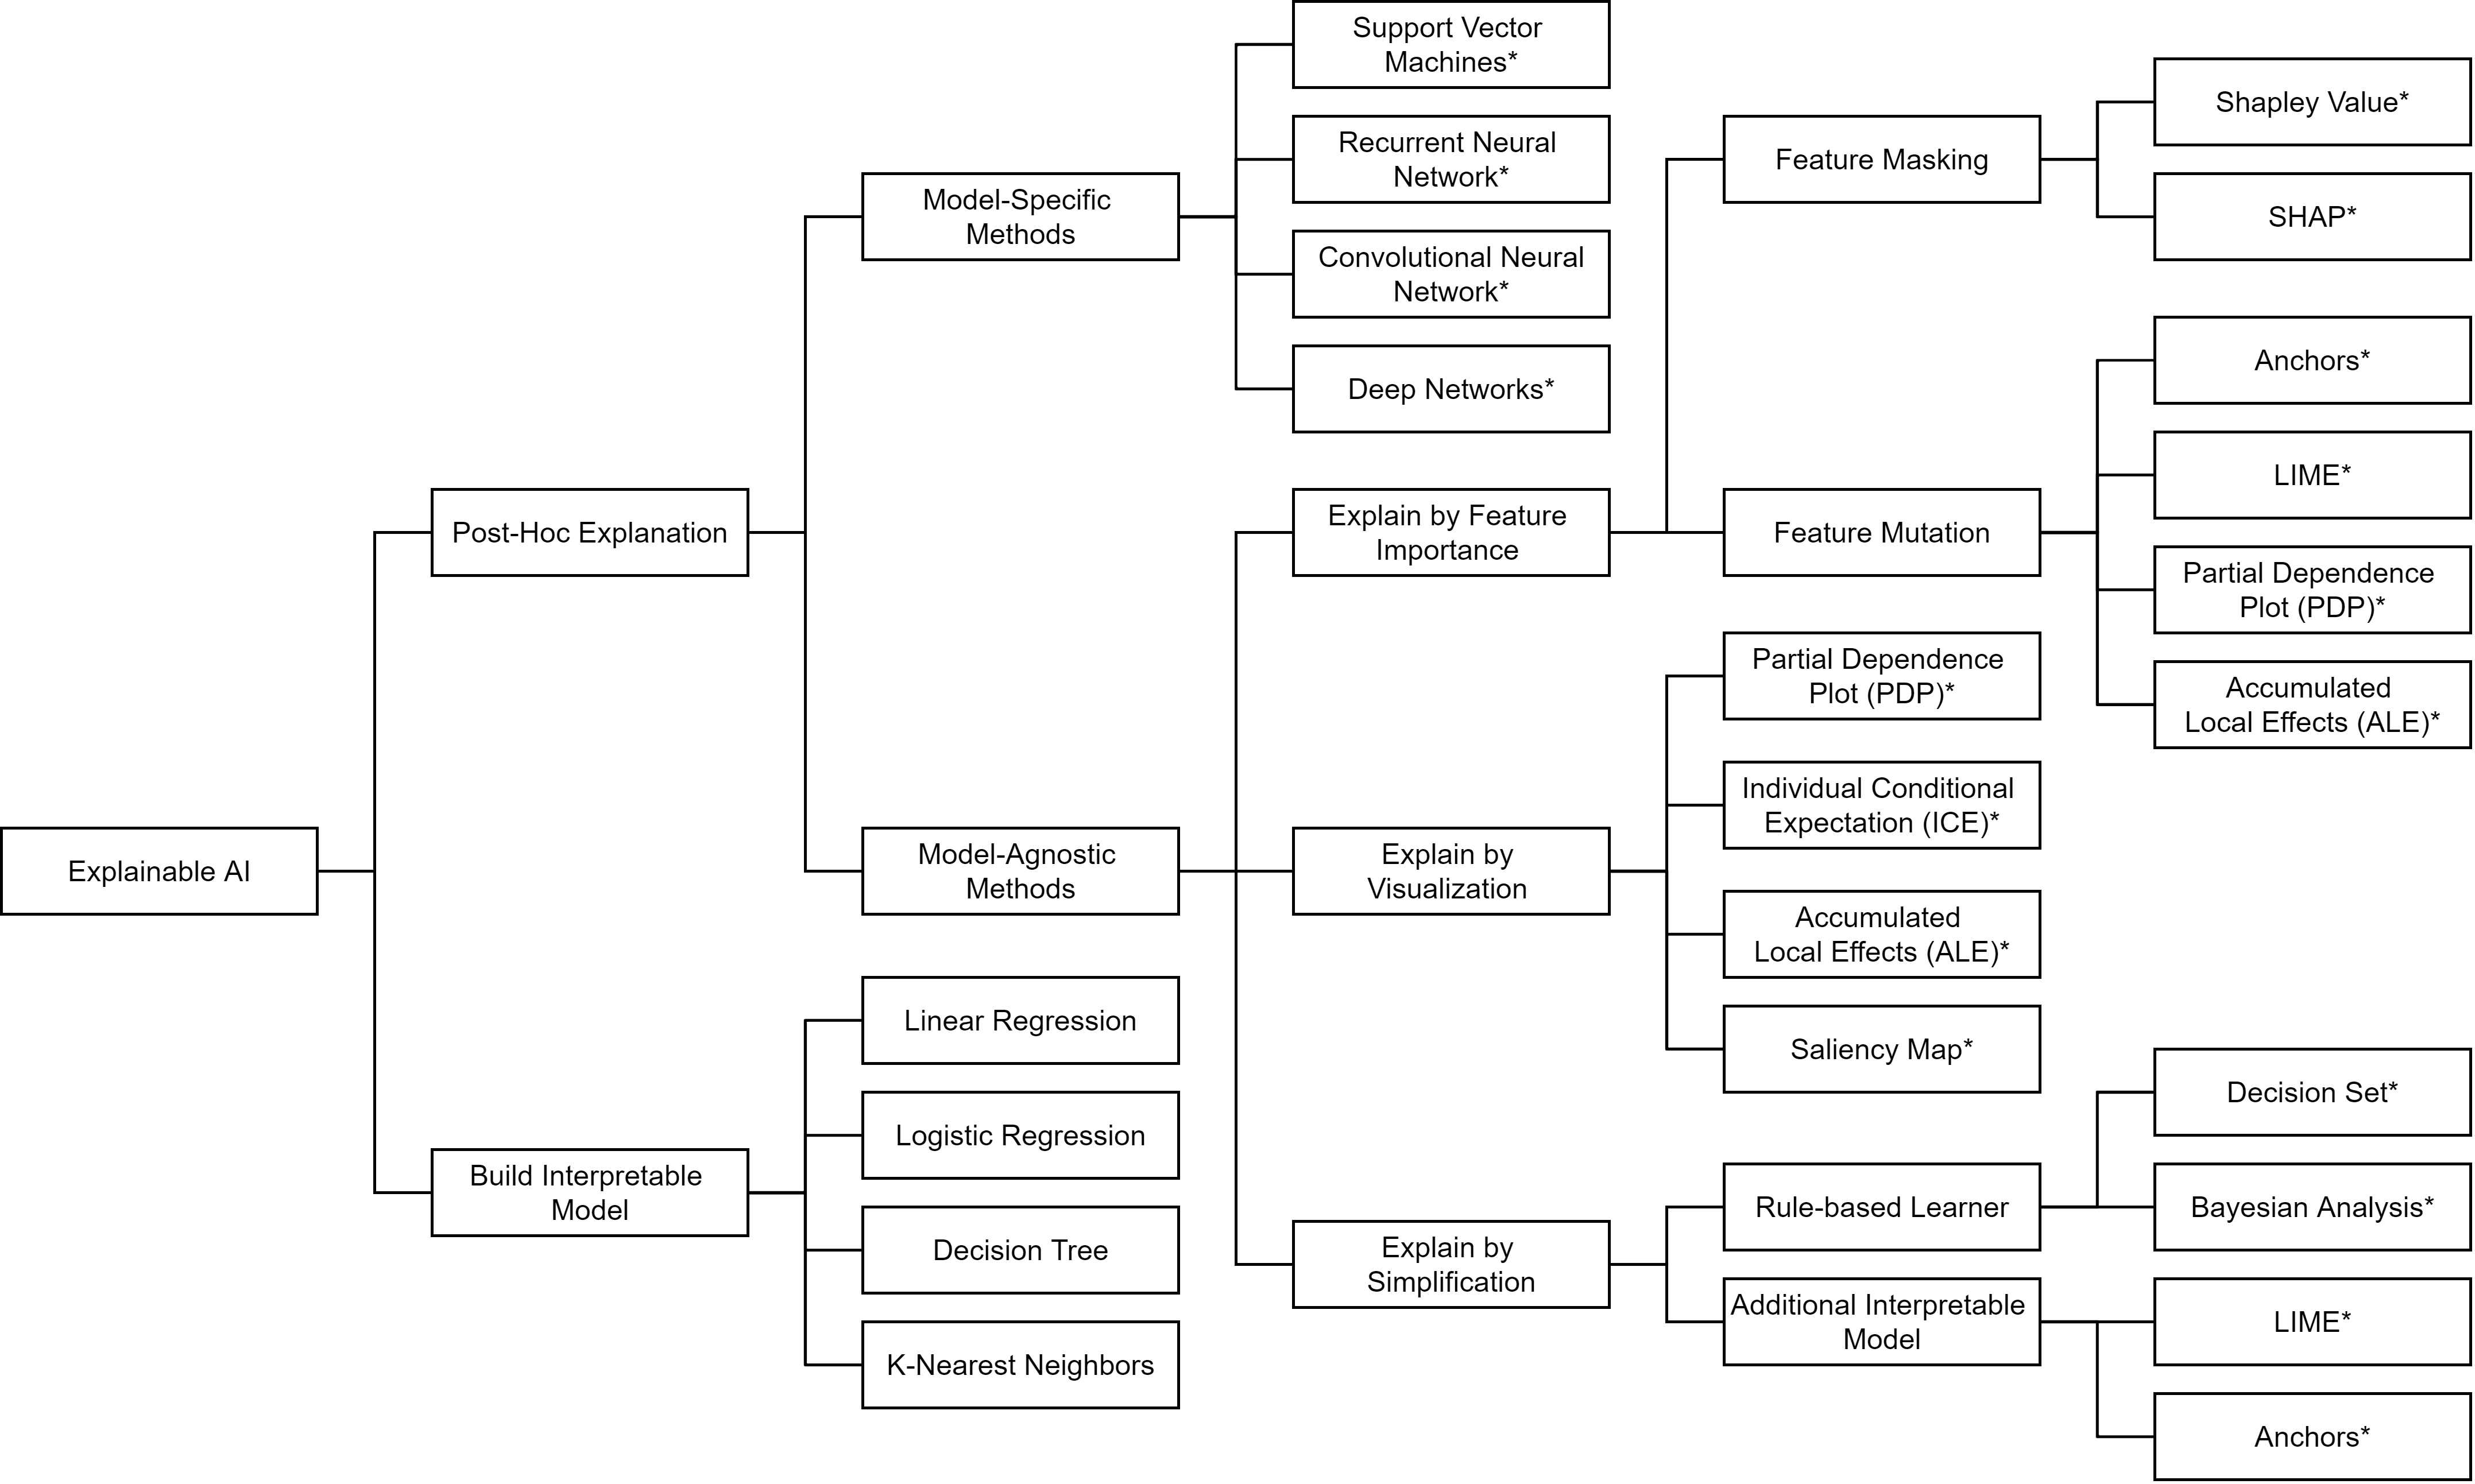 Explainable AI
Post-Hoc Explanation
Build Interpretable
Model
Model-Specific
Methods
Model-Agnostic
Methods
Linear Regression
Logistic Regression
Decision Tree
K-Nearest Neighbors
Support Vector
Machines*
Recurrent Neural
Network*
Convolutional Neural
Network*
Deep Networks*
Explain by Feature
Importance
Explain by
Visualization
Explain by
Simplification
Feature Masking
Feature Mutation
Partial Dependence
Plot (PDP)*
Individual Conditional
Expectation (ICE)*
Accumulated
Local Effects (ALE)*
Saliency Map*
Rule-based Learner
Additional Interpretable
Model
Shapley Value*
SHAP*
Anchors*
LIME*
Partial Dependence
Plot (PDP)*
Accumulated
Local Effects (ALE)*
Decision Set*
Bayesian Analysis*
LIME*
Anchors*